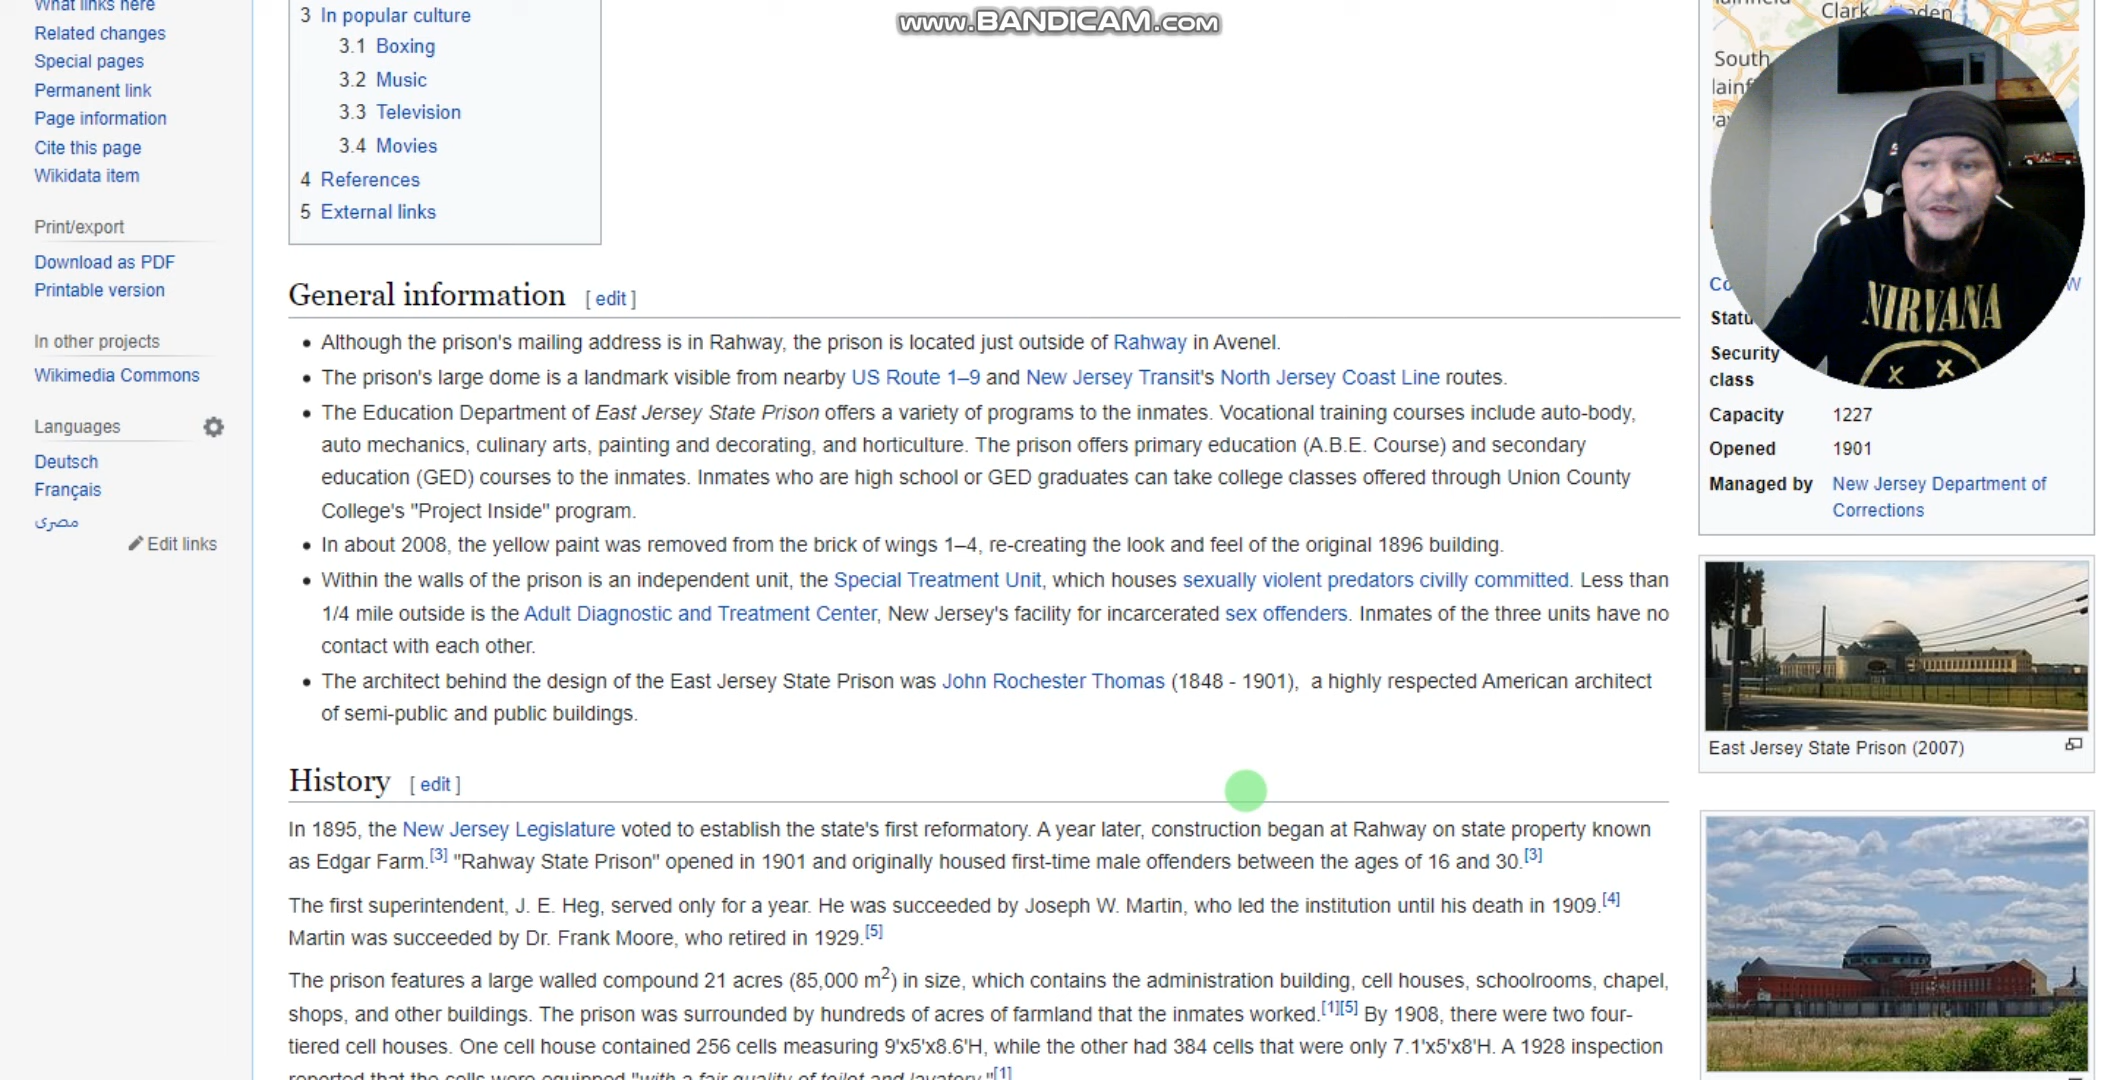 www.BANDICAM.com
What links here
Related changes
Special pages
Permanent link
Page information
Cite this page
Wikidata item
Print/export
Download as PDF
Printable version
In other projects
Wikimedia Commons
Languages
Deutsch
Français
مصرى
Edit links
3 In popular culture
3.1 Boxing
3.2 Music
3.3 Television
3.4 Movies
4 References
5 External links
General information [ edit ]
• Although the prison's mailing address is in Rahway, the prison is located just outside of Rahway in Avenel.
• The prison's large dome is a landmark visible from nearby US Route 1–9 and New Jersey Transit's North Jersey Coast Line routes.
• The Education Department of East Jersey State Prison offers a variety of programs to the inmates. Vocational training courses include auto-body,
auto mechanics, culinary arts, painting and decorating, and horticulture. The prison offers primary education (A.B.E. Course) and secondary
education (GED) courses to the inmates. Inmates who are high school or GED graduates can take college classes offered through Union County
College's "Project Inside" program.
• In about 2008, the yellow paint was removed from the brick of wings 1–4, re-creating the look and feel of the original 1896 building.
• Within the walls of the prison is an independent unit, the Special Treatment Unit, which houses sexually violent predators civilly committed. Less than
1/4 mile outside is the Adult Diagnostic and Treatment Center, New Jersey's facility for incarcerated sex offenders. Inmates of the three units have no
contact with each other.
• The architect behind the design of the East Jersey State Prison was John Rochester Thomas (1848 - 1901), a highly respected American architect
of semi-public and public buildings.
History [ edit ]
In 1895, the New Jersey Legislature voted to establish the state's first reformatory. A year later, construction began at Rahway on state property known
as Edgar Farm.[3] "Rahway State Prison" opened in 1901 and originally housed first-time male offenders between the ages of 16 and 30.[3]
The first superintendent, J. E. Heg, served only for a year. He was succeeded by Joseph W. Martin, who led the institution until his death in 1909.[4]
Martin was succeeded by Dr. Frank Moore, who retired in 1929.[5]
The prison features a large walled compound 21 acres (85,000 m²) in size, which contains the administration building, cell houses, schoolrooms, chapel,
shops, and other buildings. The prison was surrounded by hundreds of acres of farmland that the inmates worked.[1][5] By 1908, there were two four-
tiered cell houses. One cell house contained 256 cells measuring 9'x5'x8.6'H, while the other had 384 cells that were only 7.1'x5'x8'H. A 1928 inspection
reported that the cells were equipped "with a fair quality of toilet and lavatory."[1]
Clark
South
NIRVANA
Security
class
Capacity 1227
Opened 1901
Managed by New Jersey Department of
Corrections
East Jersey State Prison (2007)